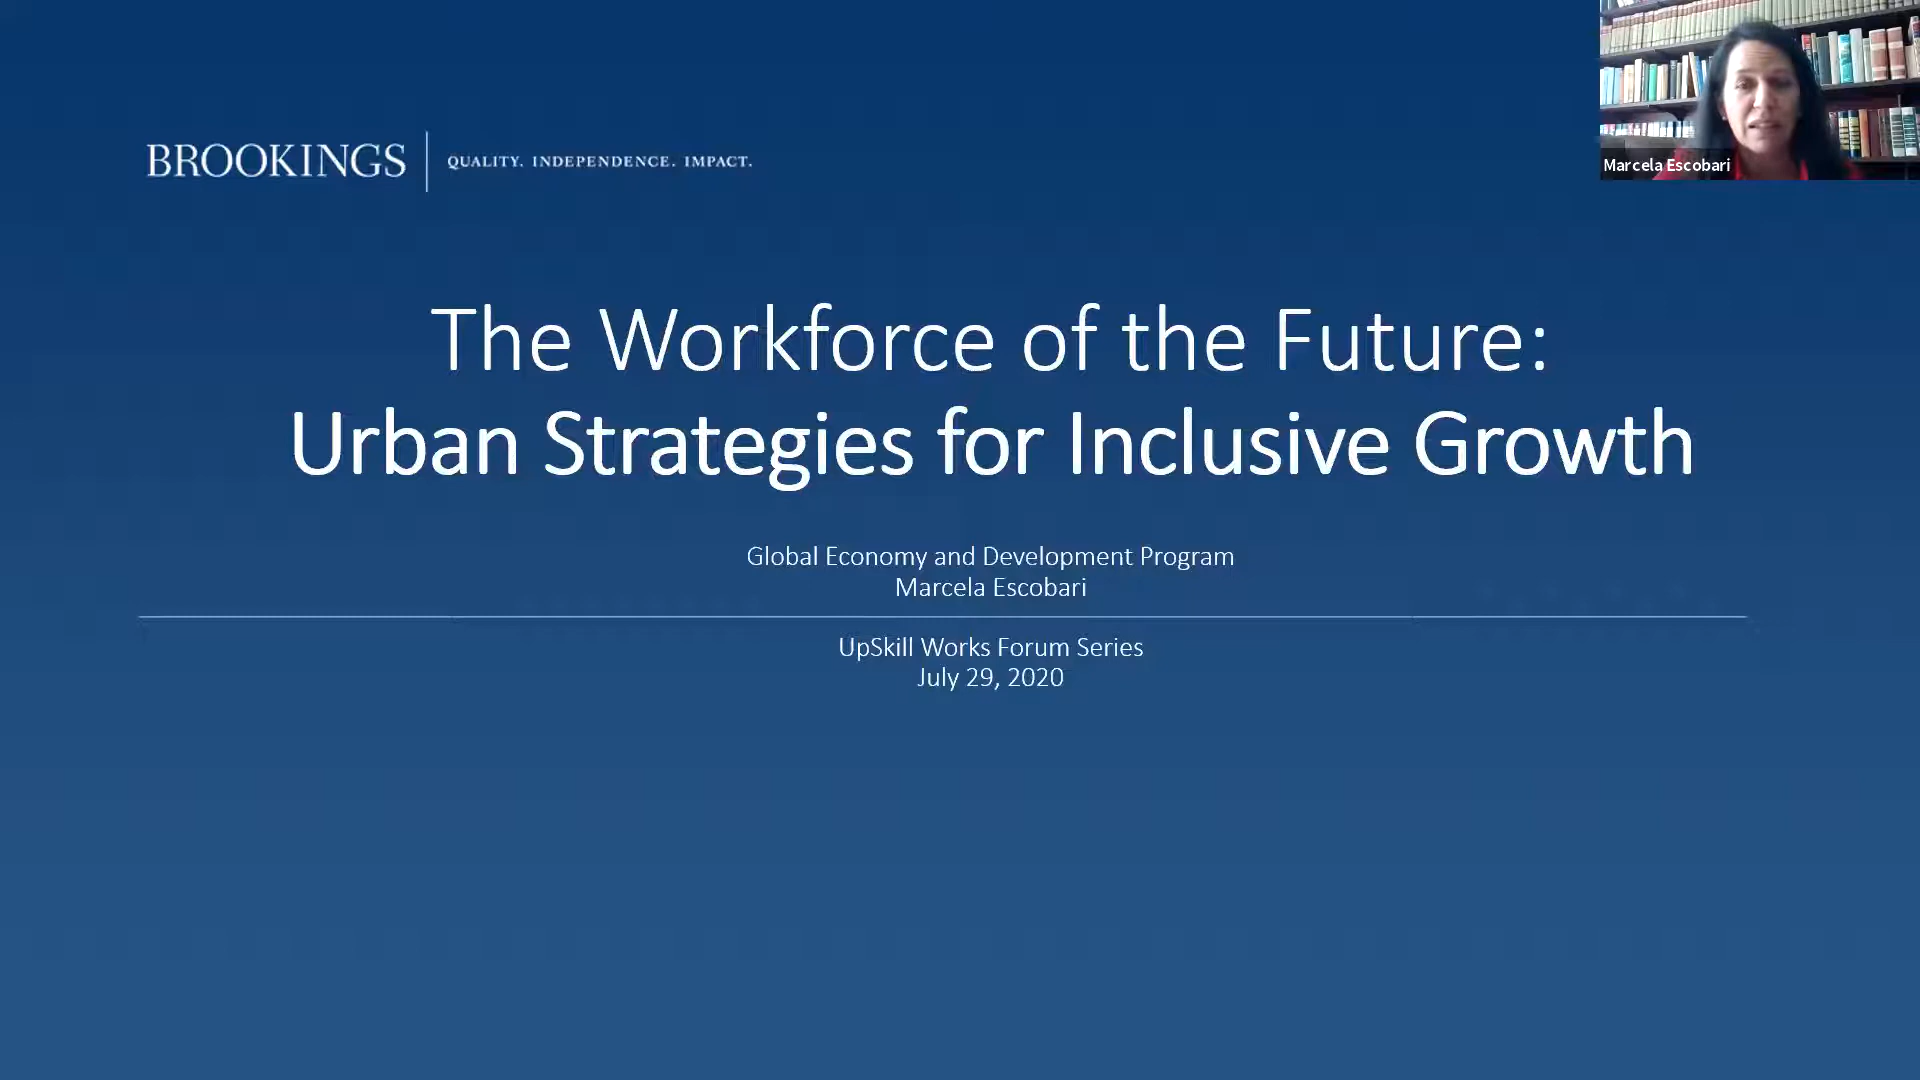 BROOKINGS
QUALITY. INDEPENDENCE. IMPACT.
Marcela Escobari
The Workforce of the Future:
Urban Strategies for Inclusive Growth
Global Economy and Development Program
Marcela Escobari
UpSkill Works Forum Series
July 29, 2020